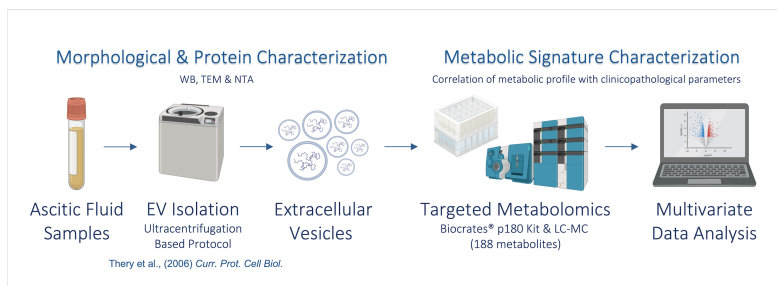 Morphological & Protein Characterization
WB, TEM & NTA
Metabolic Signature Characterization
Correlation of metabolic profile with clinicopathological parameters
Ascitic Fluid
Samples
EV Isolation
Ultracentrifugation
Based Protocol
Extracellular
Vesicles
Targeted Metabolomics
Biocrates® p180 Kit & LC-MC
(188 metabolites)
Multivariate
Data Analysis
Thery et al., (2006) Curr. Prot. Cell Biol.